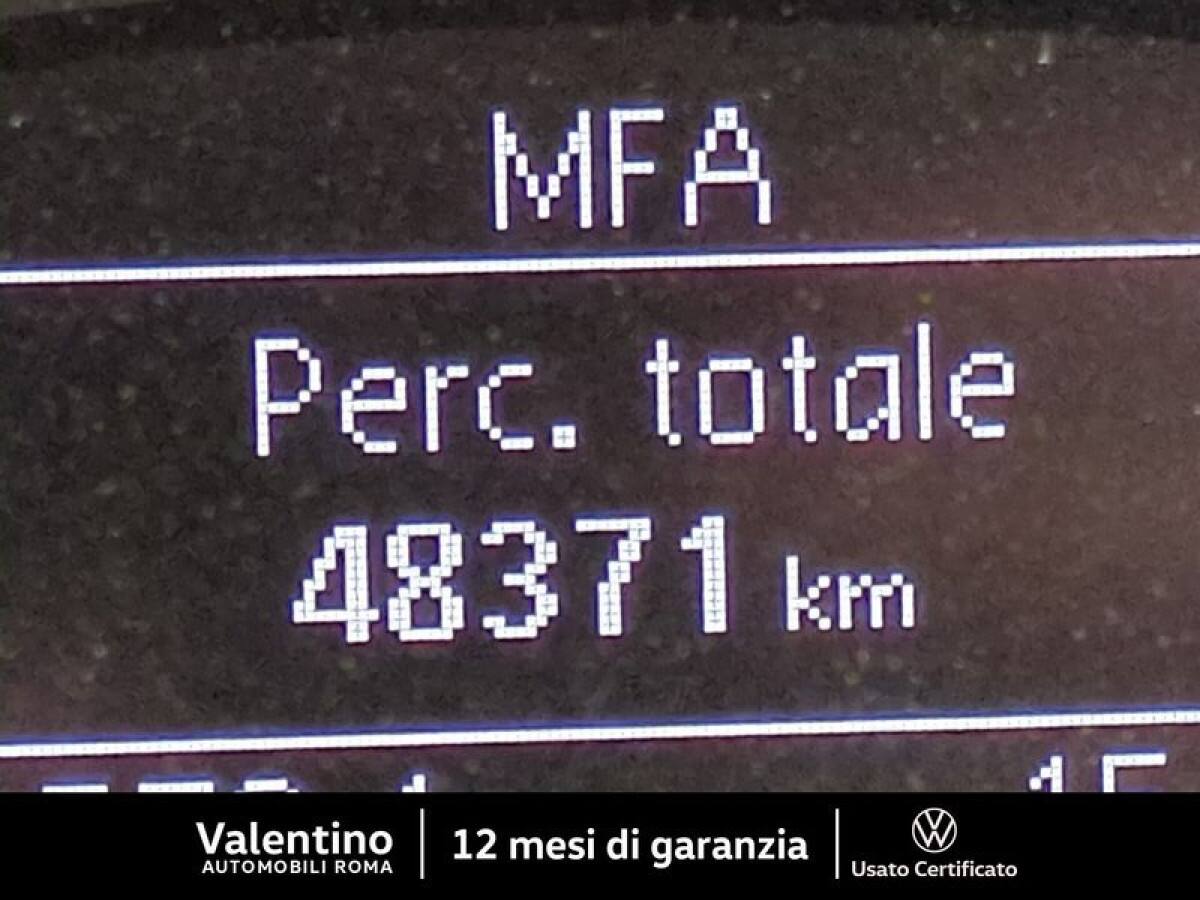 MFA
Perc. totale
48371 km
Valentino
AUTOMOBILI ROMA
12 mesi di garanzia
Usato Certificato